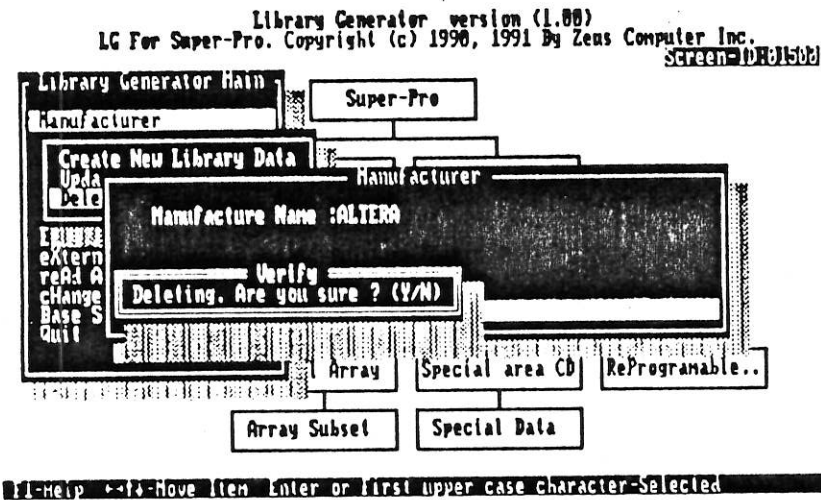 Library Generator version (1.00)
LG For Super-Pro. Copyright (c) 1990, 1991 By Zeus Computer Inc.
Screen-ID:01500
Library Generator Main
Super-Pro
Manufacturer
Create New Library Data
Upda
Manufacturer
Dele
Manufacture Name :ALTERA
eXtern
reAd A
Verify
cHange
Deleting. Are you sure ? (Y/N)
Base S
Quit
Array
Special area CD
ReProgramable..
Array Subset
Special Data
F1-Help ←→↑↓-Move Item Enter or First upper case character-Selected